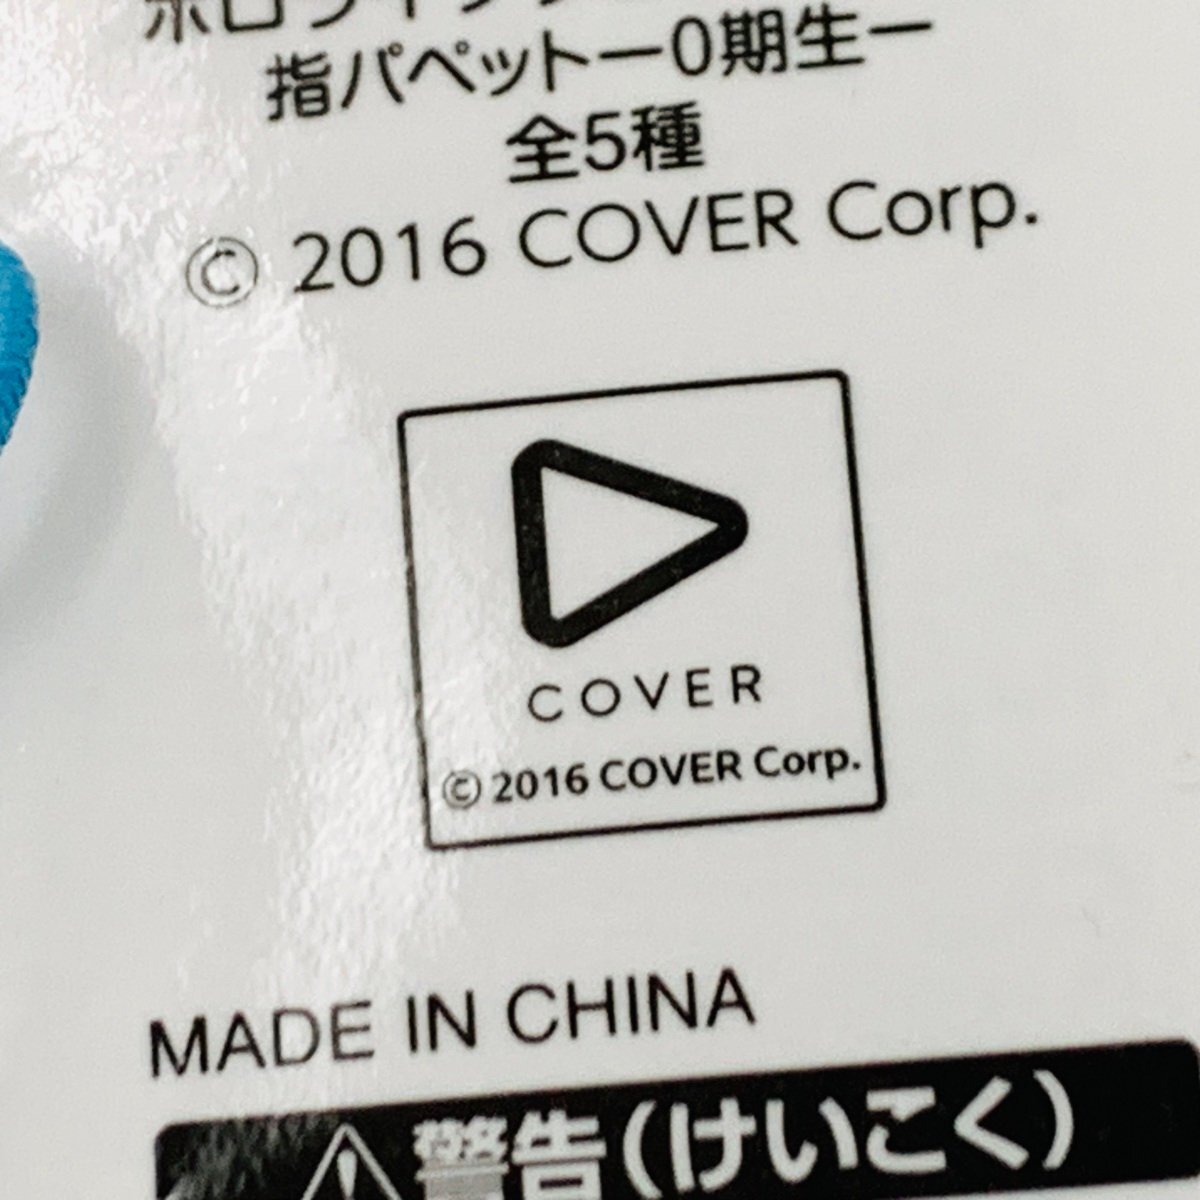 指パペットー0期生ー
全5種
© 2016 COVER Corp.
COVER
© 2016 COVER Corp.
MADE IN CHINA
警告(けいこく)